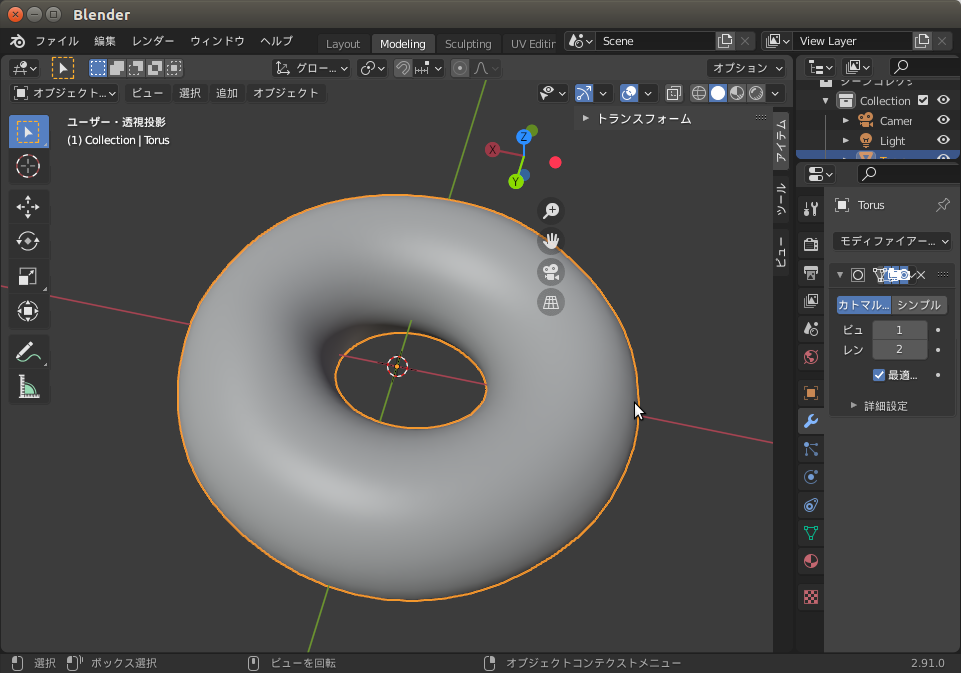 Blender
ファイル 編集 レンダー ウィンドウ ヘルプ Layout Modeling Sculpting UV Editin Scene View Layer
グロー... オプション
オブジェクト... ビュー 選択 追加 オブジェクト
ユーザー・透視投影
(1) Collection | Torus
トランスフォーム
アイテム
ツール
ビュー
X
Y
Z
シーンコレクシ
Collection
Camer
Light
Torus
モディファイアー...
カトマル... シンプル
ビュ 1
レン 2
最適...
詳細設定
選択 ボックス選択 ビューを回転 オブジェクトコンテクストメニュー 2.91.0